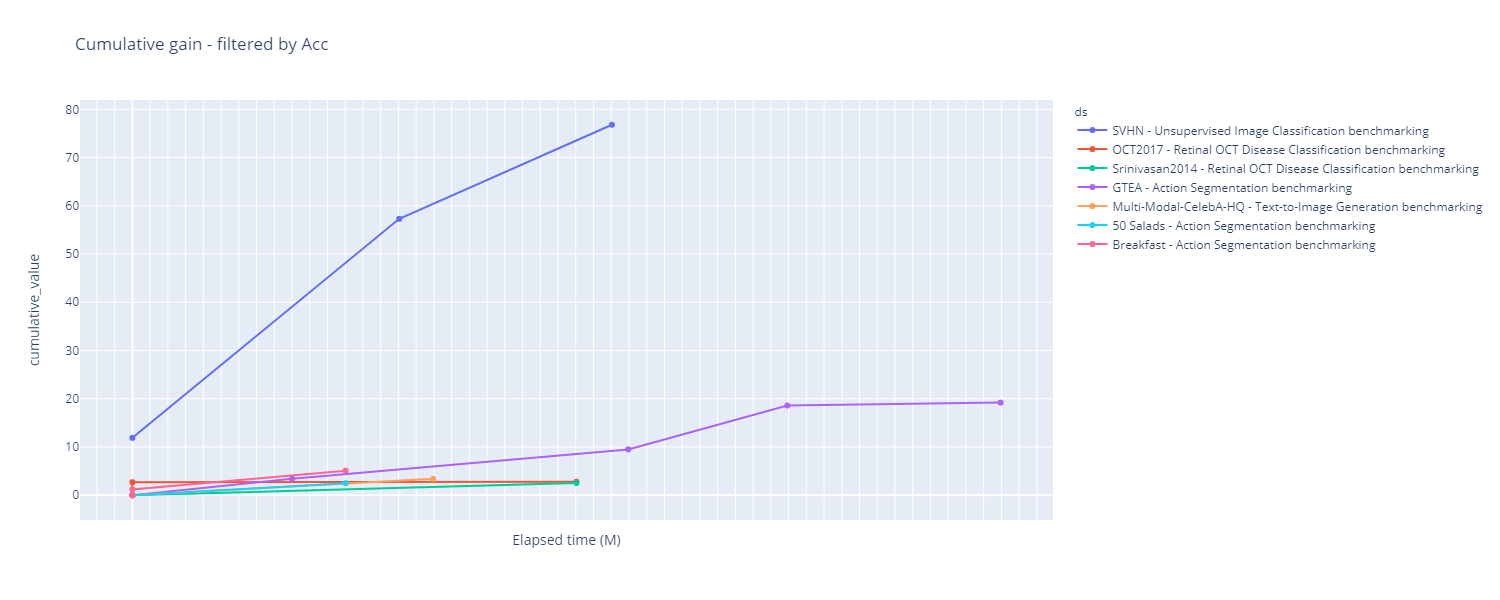 Cumulative gain - filtered by Acc
80
70
60
50
40
30
20
10
0
cumulative_value
Elapsed time (M)
ds
SVHN - Unsupervised Image Classification benchmarking
OCT2017 - Retinal OCT Disease Classification benchmarking
Srinivasan2014 - Retinal OCT Disease Classification benchmarking
GTEA - Action Segmentation benchmarking
Multi-Modal-CelebA-HQ - Text-to-Image Generation benchmarking
50 Salads - Action Segmentation benchmarking
Breakfast - Action Segmentation benchmarking